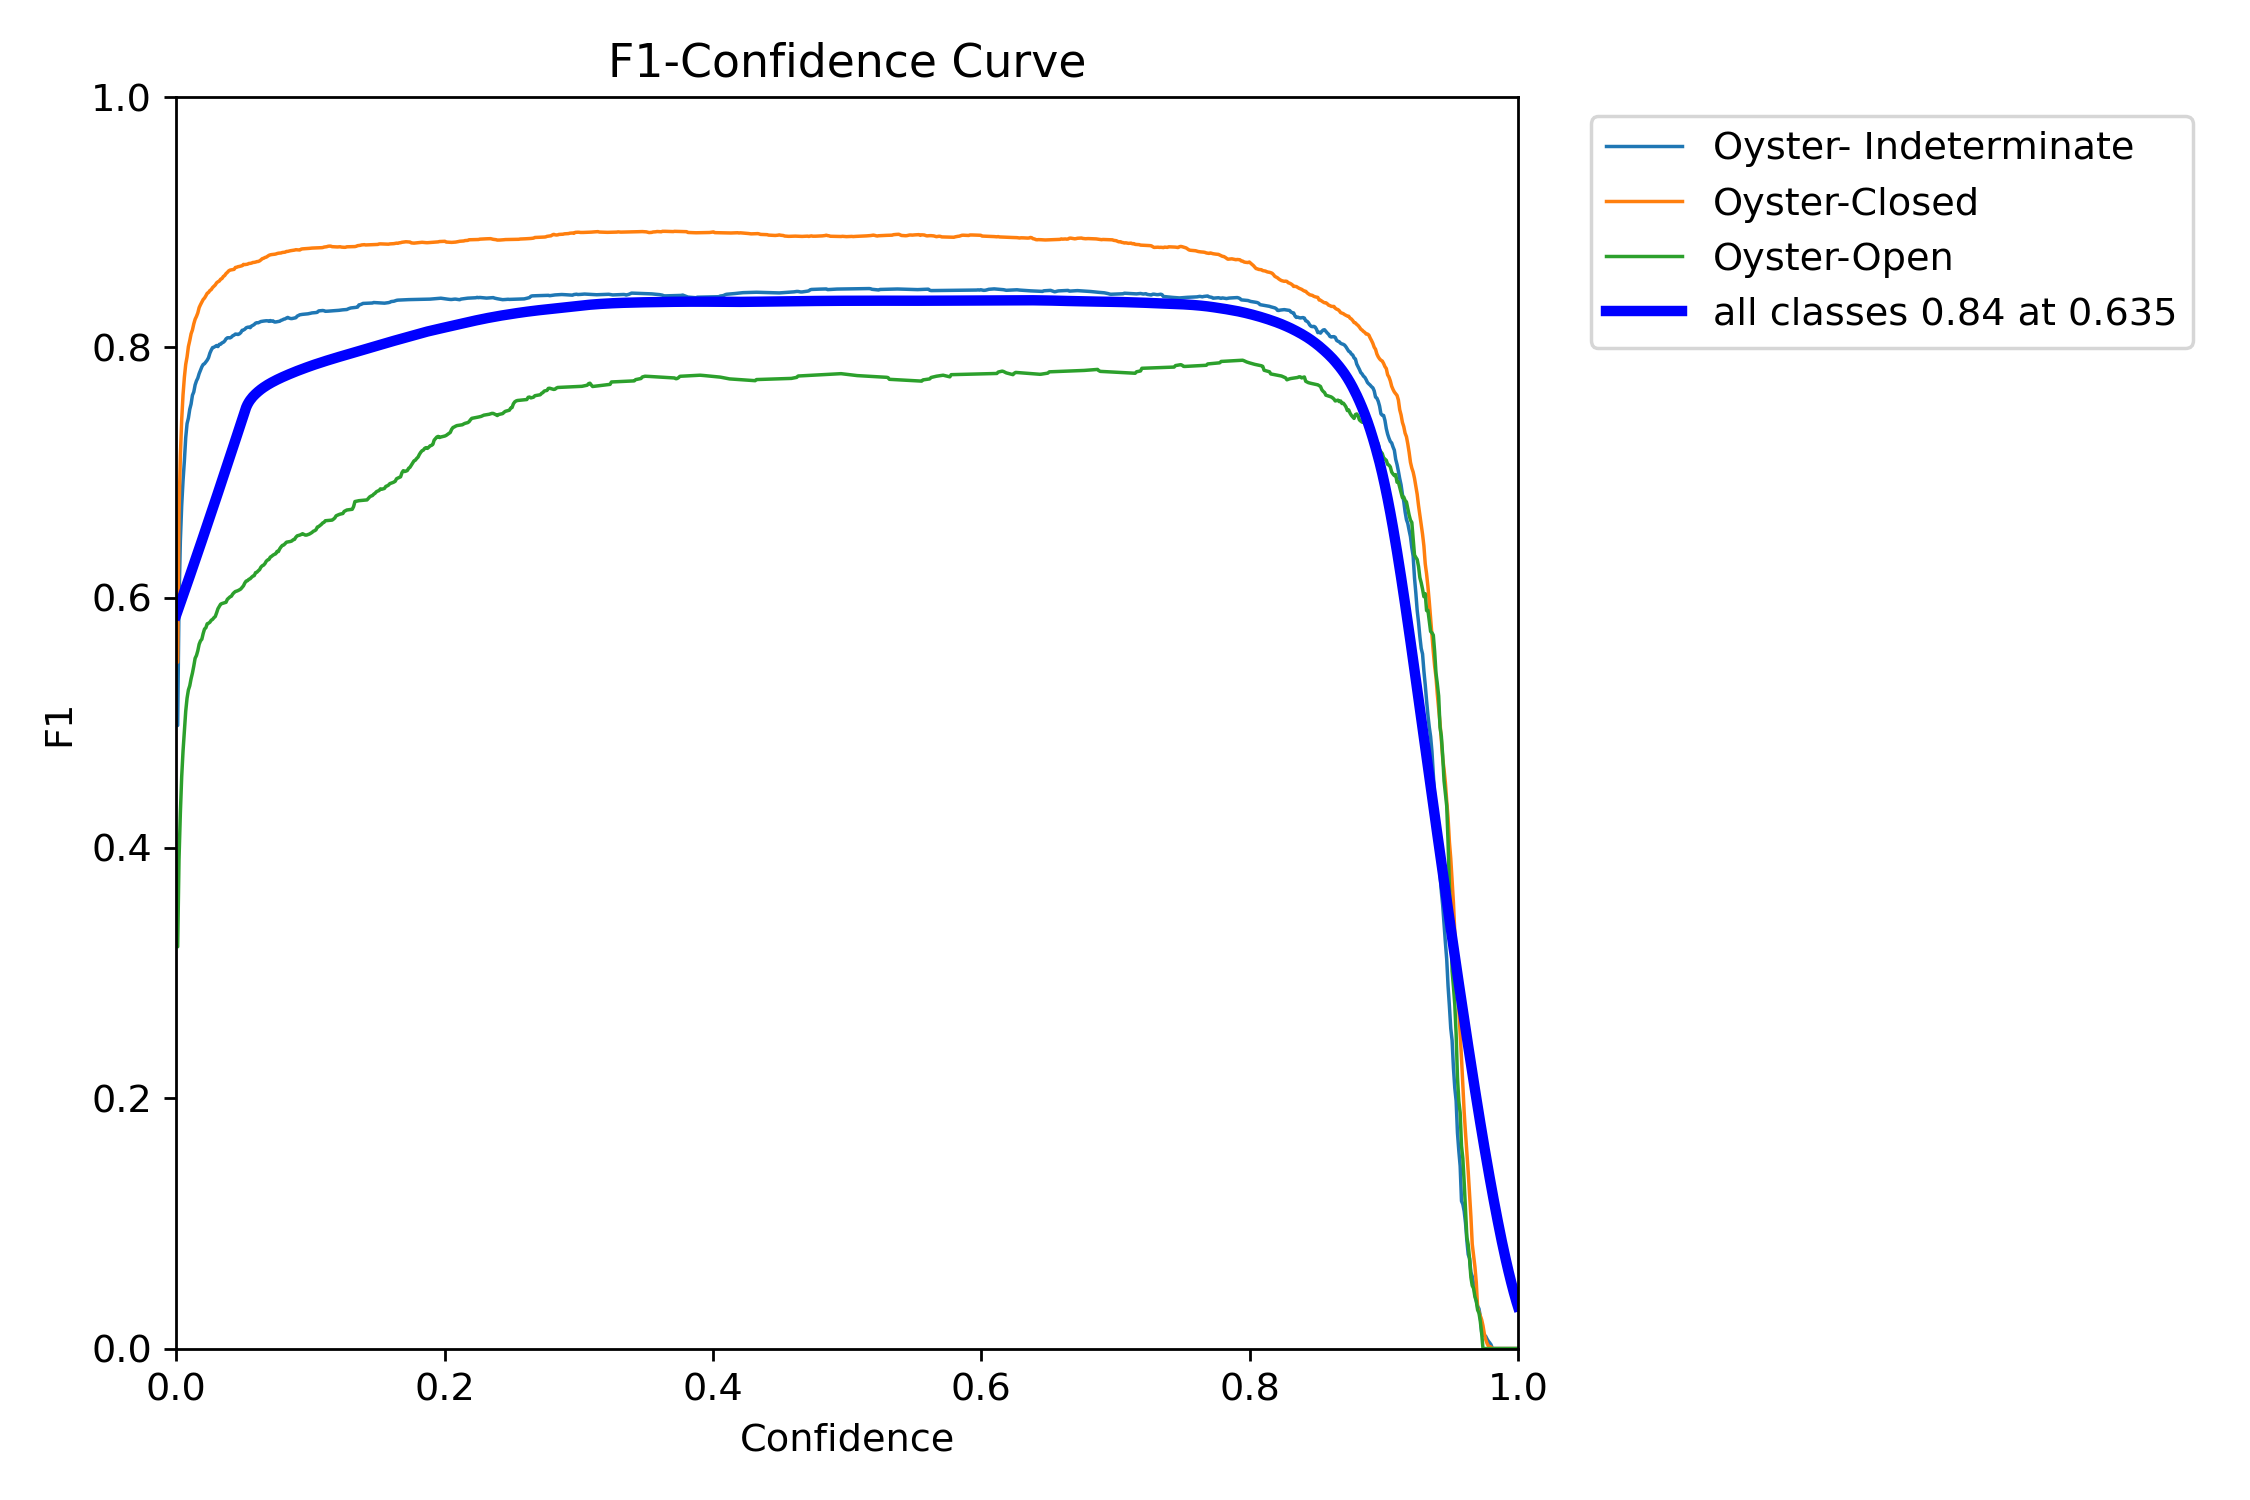 F1-Confidence Curve
1.0
0.8
0.6
0.4
0.2
0.0
F1
0.0 0.2 0.4 0.6 0.8 1.0
Confidence
Oyster- Indeterminate
Oyster-Closed
Oyster-Open
all classes 0.84 at 0.635